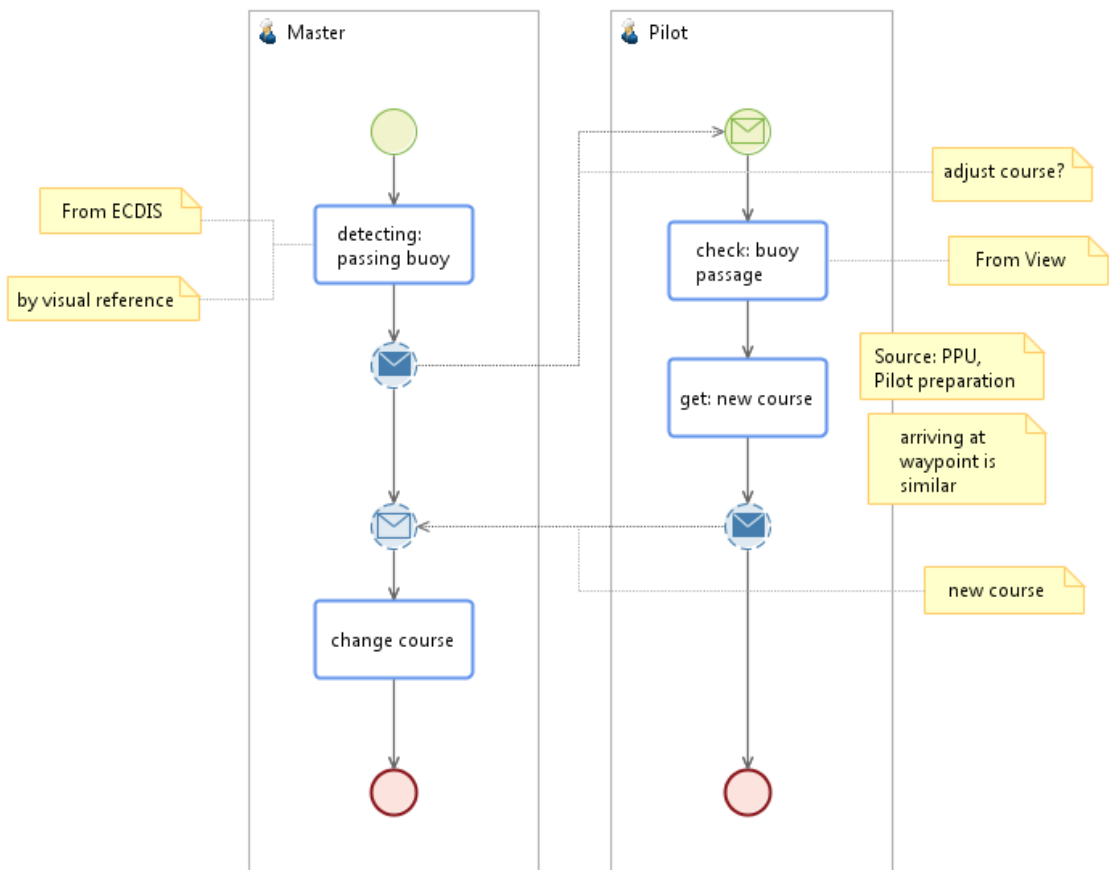 Master
Pilot
adjust course?
From ECDIS
detecting:
passing buoy
check: buoy
passage
From View
by visual reference
Source: PPU,
Pilot preparation
get: new course
arriving at
waypoint is
similar
new course
change course